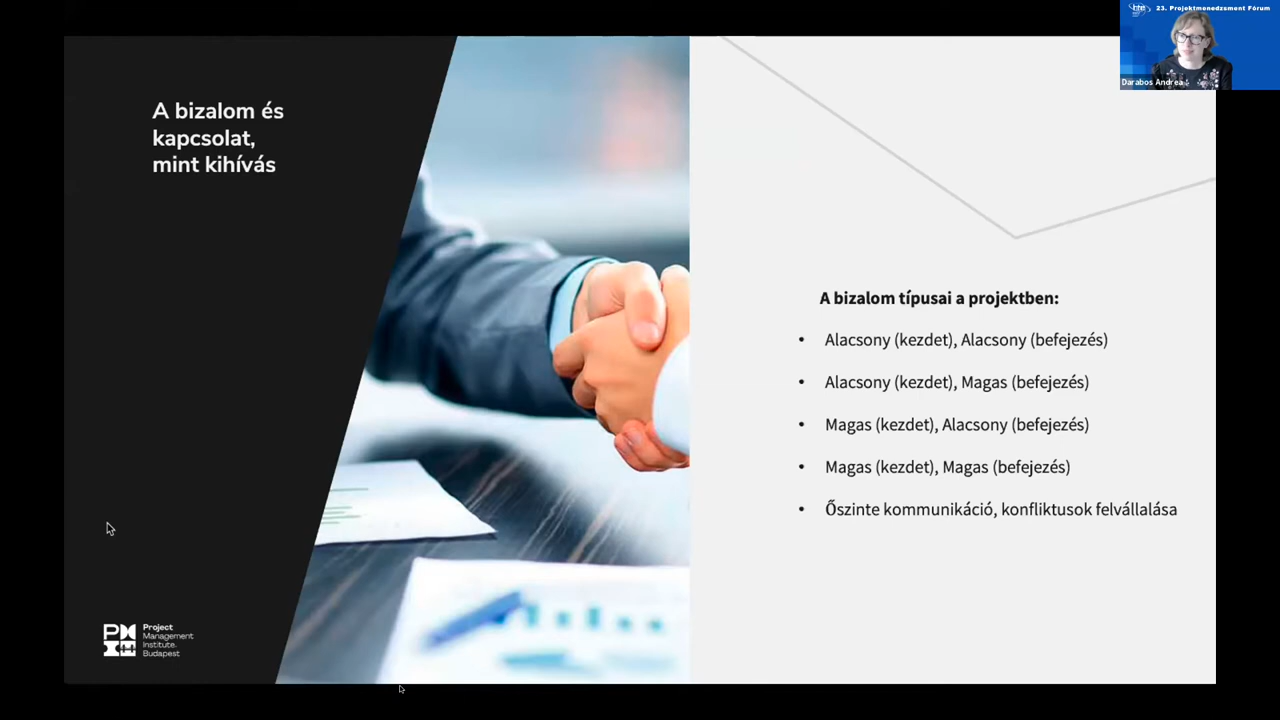 23. Projektmenedzsment Fórum
Darabos Andrea
A bizalom és
kapcsolat,
mint kihívás
A bizalom típusai a projektben:
• Alacsony (kezdet), Alacsony (befejezés)
• Alacsony (kezdet), Magas (befejezés)
• Magas (kezdet), Alacsony (befejezés)
• Magas (kezdet), Magas (befejezés)
• Őszinte kommunikáció, konfliktusok felvállalása
Project
Management
Institute.
Budapest